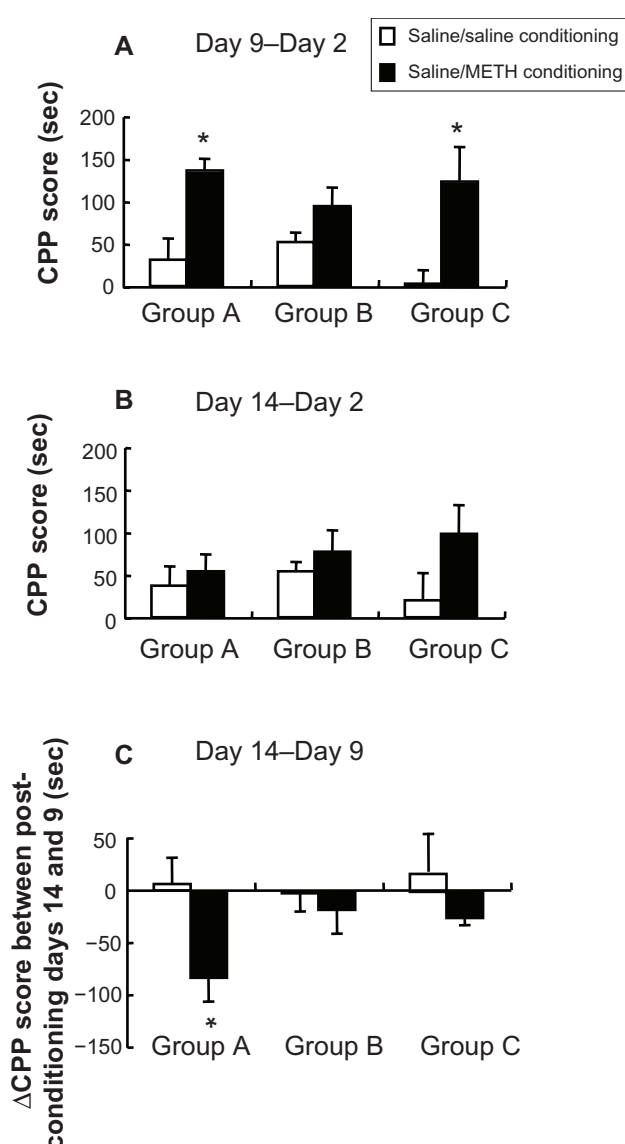 A Day 9–Day 2
Saline/saline conditioning
Saline/METH conditioning
CPP score (sec)
200
150
100
50
0
*
*
Group A Group B Group C
B Day 14–Day 2
CPP score (sec)
200
150
100
50
0
Group A Group B Group C
C Day 14–Day 9
ΔCPP score between post-
conditioning days 14 and 9 (sec)
50
0
−50
−100
−150
*
Group A Group B Group C